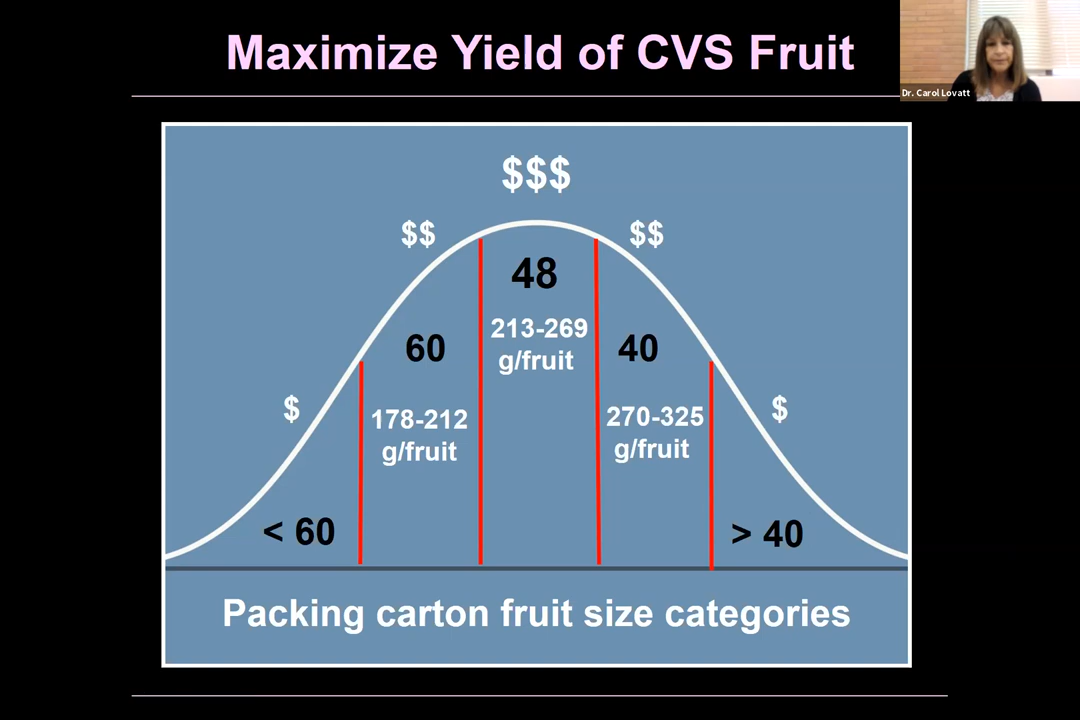 Maximize Yield of CVS Fruit
Dr. Carol Lovatt
$$$
$$
$$
48
213-269
g/fruit
60
40
178-212
g/fruit
270-325
g/fruit
$
$
< 60
> 40
Packing carton fruit size categories